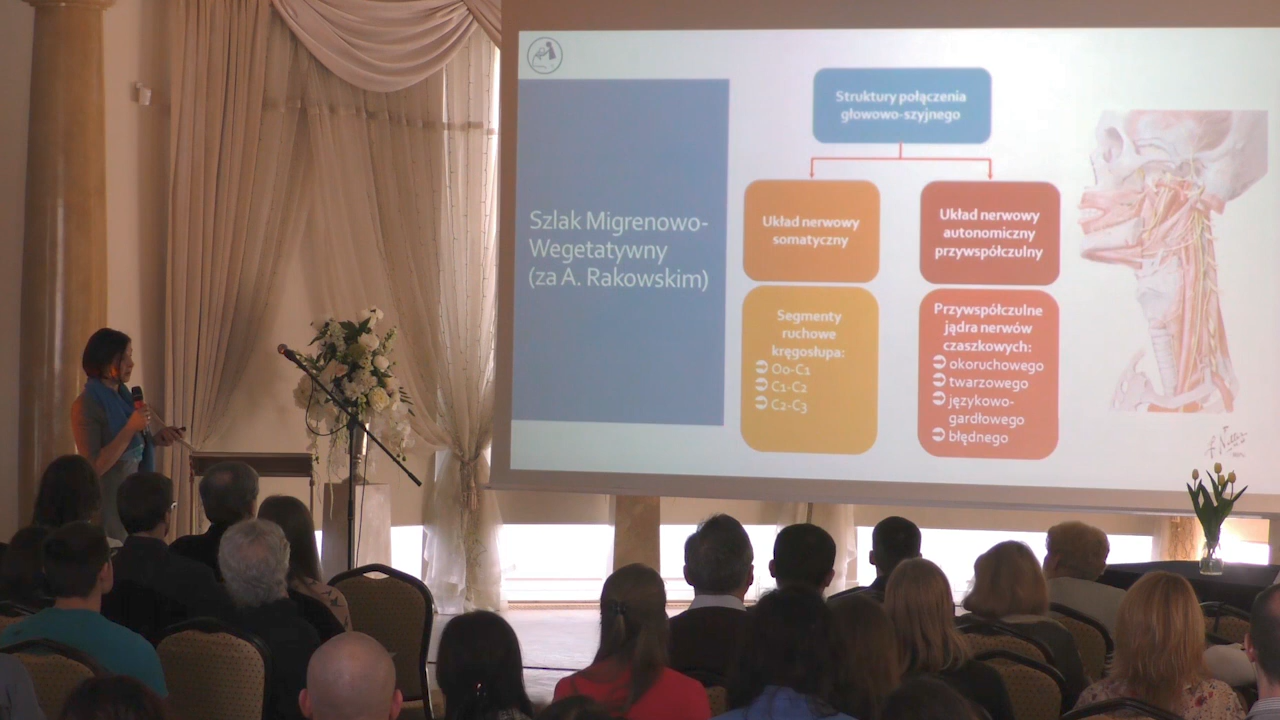 Szlak Migrenowo-
Wegetatywny
(za A. Rakowskim)
Struktury połączenia
głowowo-szyjnego
Układ nerwowy
somatyczny
Segmenty
ruchowe
kręgosłupa:
O0-C1
C1-C2
C2-C3
Układ nerwowy
autonomiczny
przywspółczulny
Przywspółczulne
jądra nerwów
czaszkowych:
okoruchowego
twarzowego
językowo-
gardłowego
błędnego